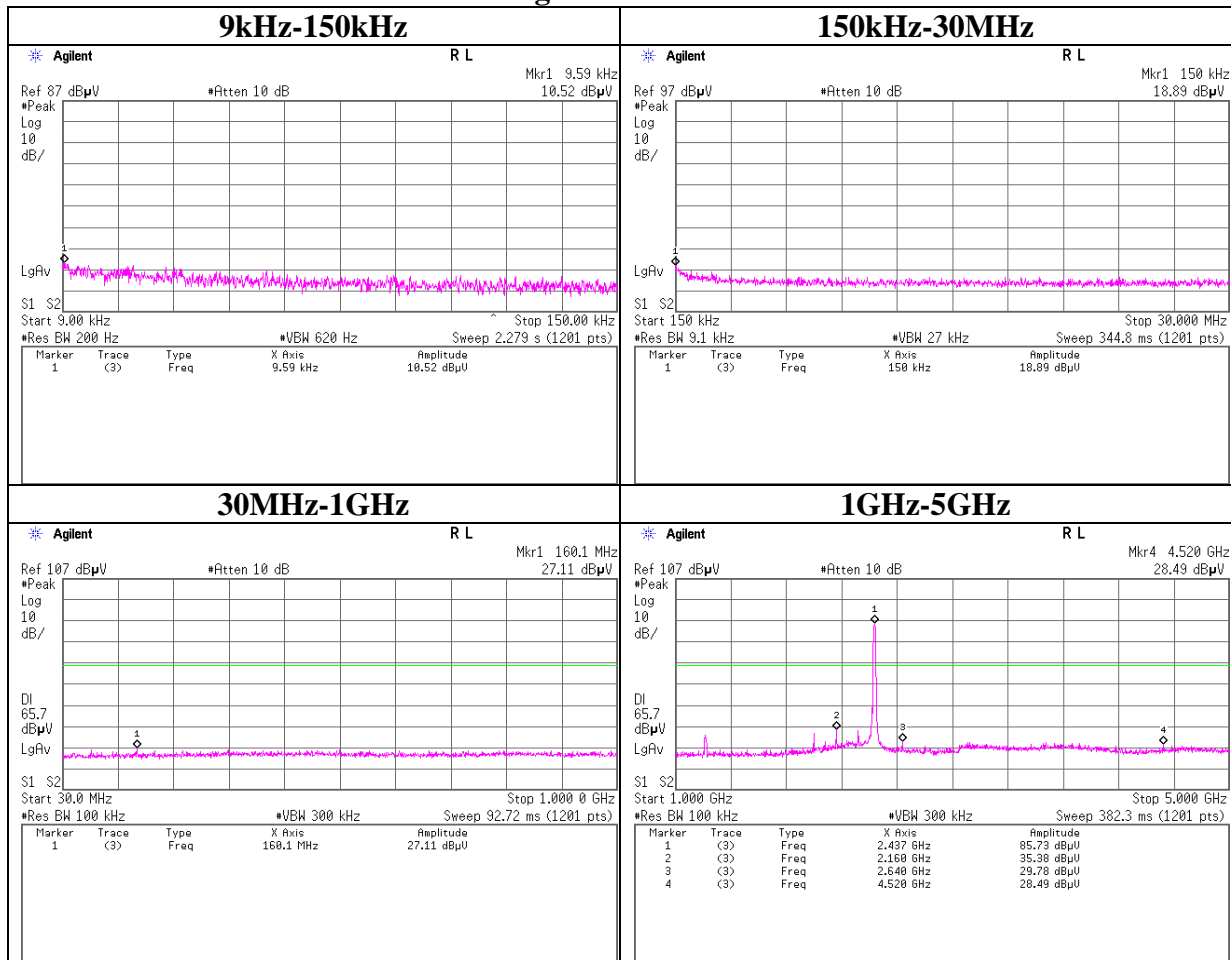 9kHz-150kHz
Agilent
R L
Mkr1 9.59 kHz
Ref 87 dBµV #Atten 10 dB 10.52 dBµV
#Peak
Log
10
dB/
1
LgAv
S1 S2
Start 9.00 kHz ^ Stop 150.00 kHz
#Res BW 200 Hz #VBW 620 Hz Sweep 2.279 s (1201 pts)
Marker Trace Type X Axis Amplitude
1 (3) Freq 9.59 kHz 10.52 dBµV
150kHz-30MHz
Agilent
R L
Mkr1 150 kHz
Ref 97 dBµV #Atten 10 dB 18.89 dBµV
#Peak
Log
10
dB/
1
LgAv
S1 S2
Start 150 kHz Stop 30.000 MHz
#Res BW 9.1 kHz #VBW 27 kHz Sweep 344.8 ms (1201 pts)
Marker Trace Type X Axis Amplitude
1 (3) Freq 150 kHz 18.89 dBµV
30MHz-1GHz
Agilent
R L
Mkr1 160.1 MHz
Ref 107 dBµV #Atten 10 dB 27.11 dBµV
#Peak
Log
10
dB/
DI
65.7
dBµV
1
LgAv
S1 S2
Start 30.0 MHz Stop 1.000 0 GHz
#Res BW 100 kHz #VBW 300 kHz Sweep 92.72 ms (1201 pts)
Marker Trace Type X Axis Amplitude
1 (3) Freq 160.1 MHz 27.11 dBµV
1GHz-5GHz
Agilent
R L
Mkr4 4.520 GHz
Ref 107 dBµV #Atten 10 dB 28.49 dBµV
#Peak
Log
10
dB/
1
DI
65.7
dBµV
2
3
4
LgAv
S1 S2
Start 1.000 GHz Stop 5.000 GHz
#Res BW 100 kHz #VBW 300 kHz Sweep 382.3 ms (1201 pts)
Marker Trace Type X Axis Amplitude
1 (3) Freq 2.437 GHz 85.73 dBµV
2 (3) Freq 2.160 GHz 35.38 dBµV
3 (3) Freq 2.640 GHz 29.78 dBµV
4 (3) Freq 4.520 GHz 28.49 dBµV